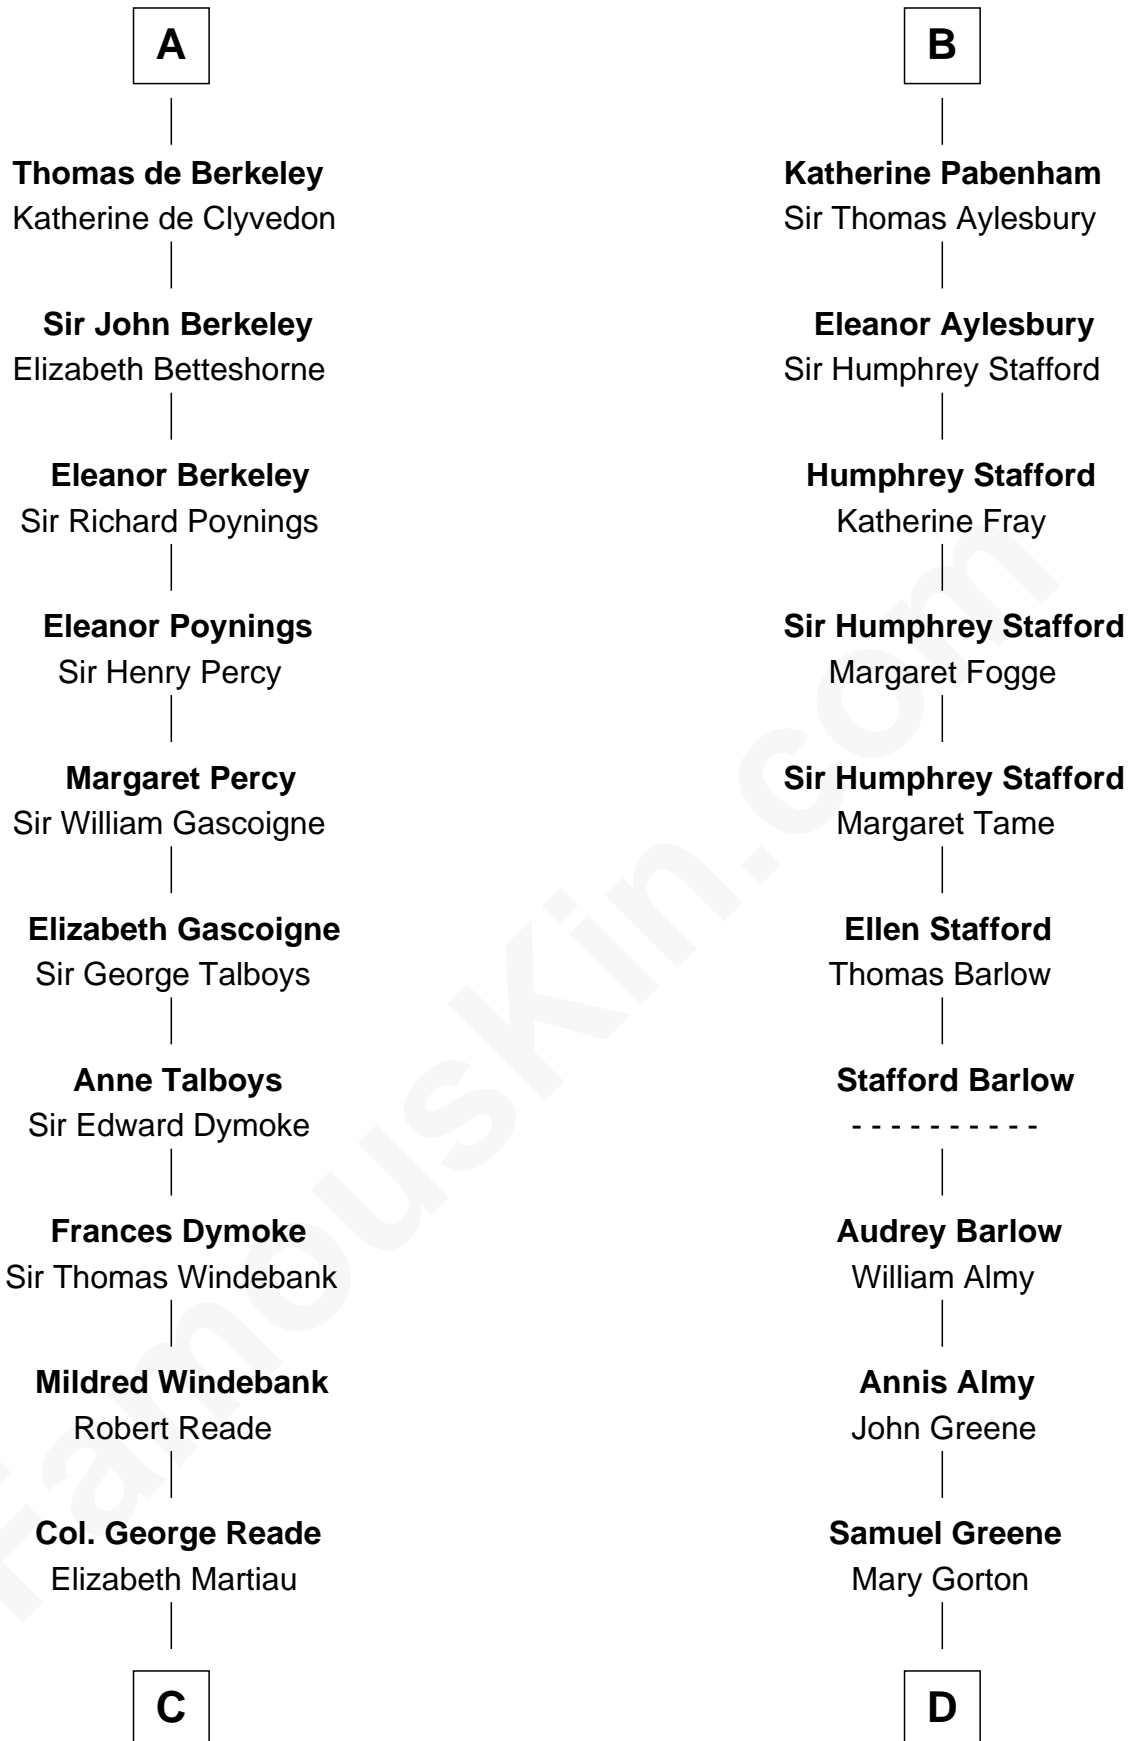 A
Thomas de Berkeley
Katherine de Clyvedon
Sir John Berkeley
Elizabeth Betteshorne
Eleanor Berkeley
Sir Richard Poynings
Eleanor Poynings
Sir Henry Percy
Margaret Percy
Sir William Gascoigne
Elizabeth Gascoigne
Sir George Talboys
Anne Talboys
Sir Edward Dymoke
Frances Dymoke
Sir Thomas Windebank
Mildred Windebank
Robert Reade
Col. George Reade
Elizabeth Martiau
C
B
Katherine Pabenham
Sir Thomas Aylesbury
Eleanor Aylesbury
Sir Humphrey Stafford
Humphrey Stafford
Katherine Fray
Sir Humphrey Stafford
Margaret Fogge
Sir Humphrey Stafford
Margaret Tame
Ellen Stafford
Thomas Barlow
Stafford Barlow
- - - - - - - - - -
Audrey Barlow
William Almy
Annis Almy
John Greene
Samuel Greene
Mary Gorton
D
FamousKin.com